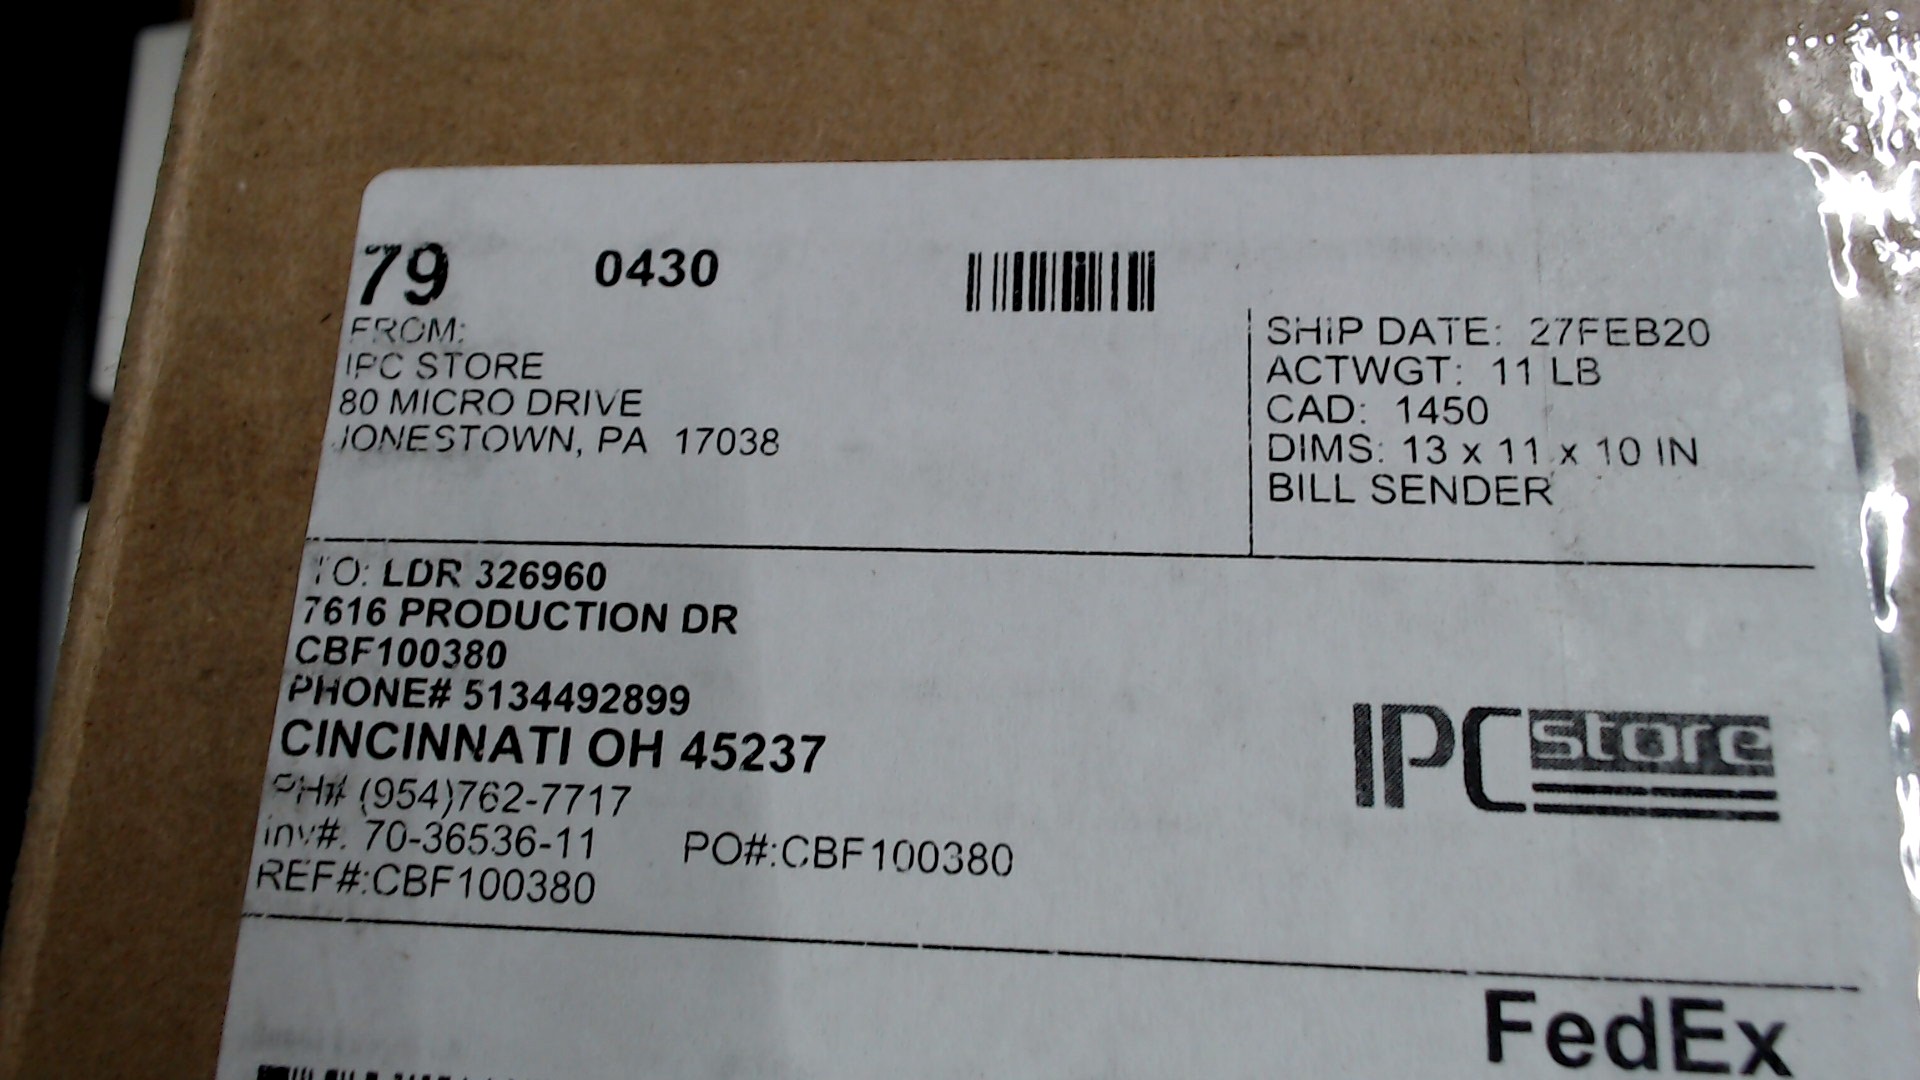 79 0430
FROM:
IPC STORE
80 MICRO DRIVE
JONESTOWN, PA 17038
SHIP DATE: 27FEB20
ACTWGT: 11 LB
CAD: 1450
DIMS: 13 x 11 x 10 IN
BILL SENDER
TO: LDR 326960
7616 PRODUCTION DR
CBF100380
PHONE# 5134492899
CINCINNATI OH 45237
PH# (954)762-7717
inv#. 70-36536-11 PO#:CBF100380
REF#:CBF100380
IPC store
FedEx